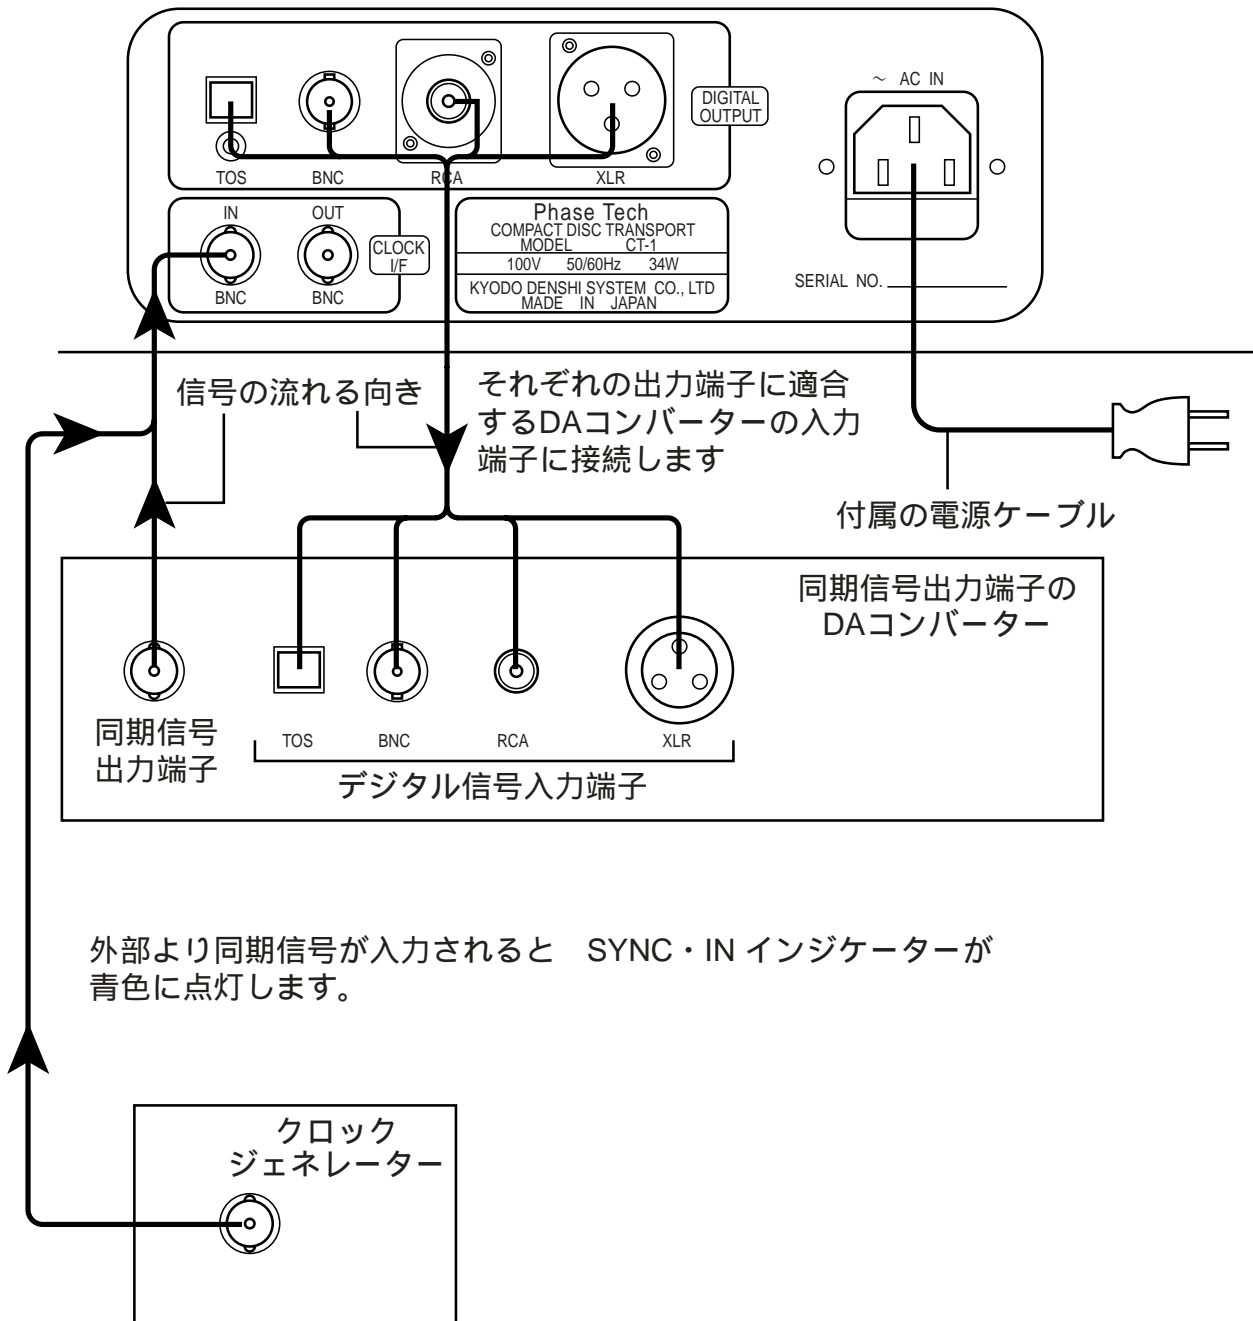 ～ AC IN
DIGITAL
OUTPUT
TOS BNC RCA XLR
IN OUT
CLOCK
I/F
BNC BNC
Phase Tech
COMPACT DISC TRANSPORT
MODEL CT-1
100V 50/60Hz 34W
KYODO DENSHI SYSTEM CO., LTD
MADE IN JAPAN
SERIAL NO.
信号の流れる向き
それぞれの出力端子に適合
するDAコンバーターの入力
端子に接続します
付属の電源ケーブル
同期信号出力端子の
DAコンバーター
同期信号
出力端子
TOS BNC RCA XLR
デジタル信号入力端子
外部より同期信号が入力されると　SYNC・IN インジケーターが
青色に点灯します。
クロック
ジェネレーター